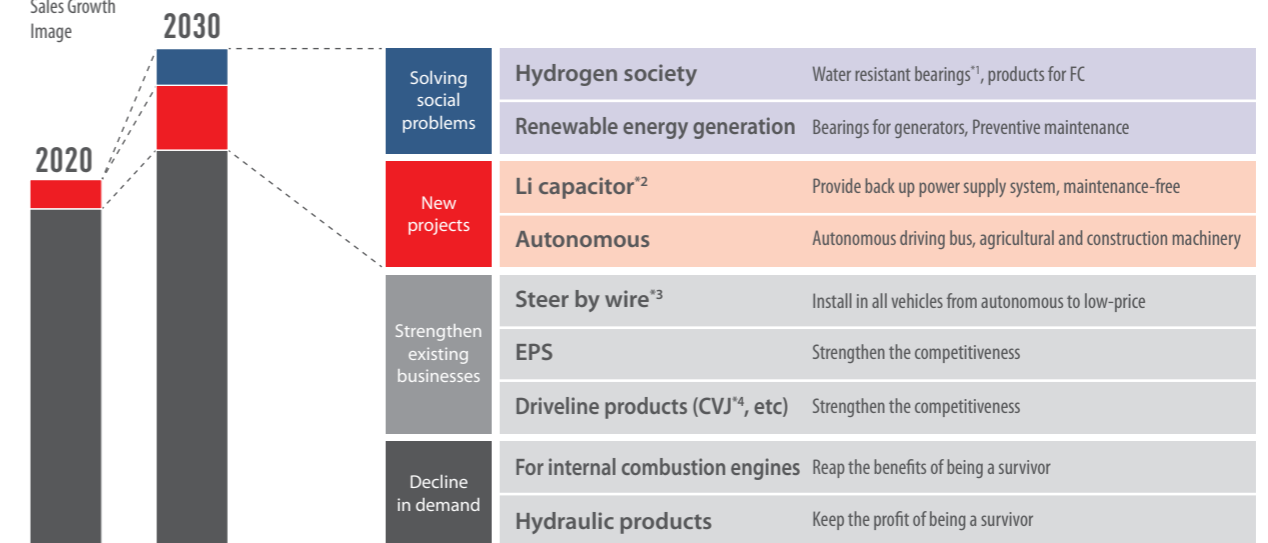 Sales Growth
Image
2030
2020
Solving
social
problems
Hydrogen society
Water resistant bearings*1, products for FC
Renewable energy generation
Bearings for generators, Preventive maintenance
New
projects
Li capacitor*2
Provide back up power supply system, maintenance-free
Autonomous
Autonomous driving bus, agricultural and construction machinery
Strengthen
existing
businesses
Steer by wire*3
Install in all vehicles from autonomous to low-price
EPS
Strengthen the competitiveness
Driveline products (CVJ*4, etc)
Strengthen the competitiveness
Decline
in demand
For internal combustion engines
Reap the benefits of being a survivor
Hydraulic products
Keep the profit of being a survivor